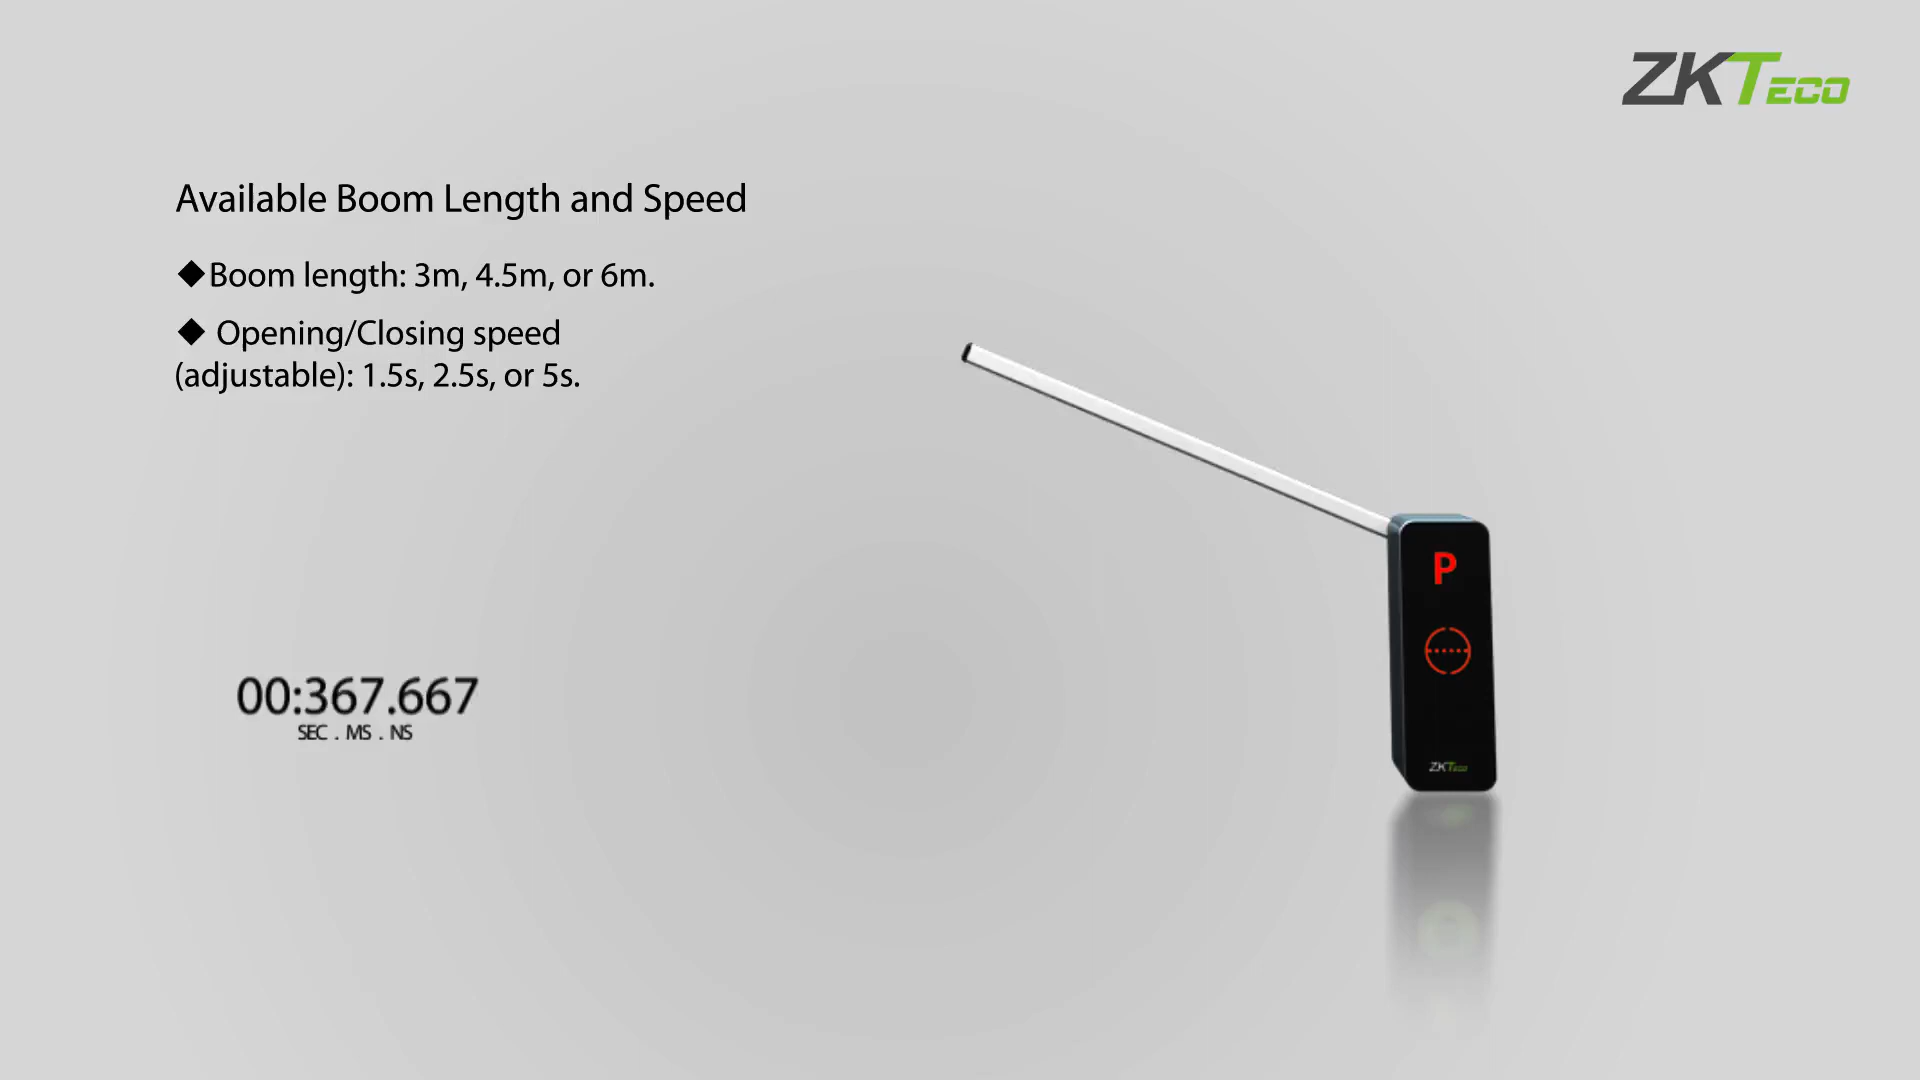 ZKTECO
Available Boom Length and Speed
◆Boom length: 3m, 4.5m, or 6m.
◆ Opening/Closing speed
(adjustable): 1.5s, 2.5s, or 5s.
P
00:367.667
SEC . MS . NS
ZKTECO